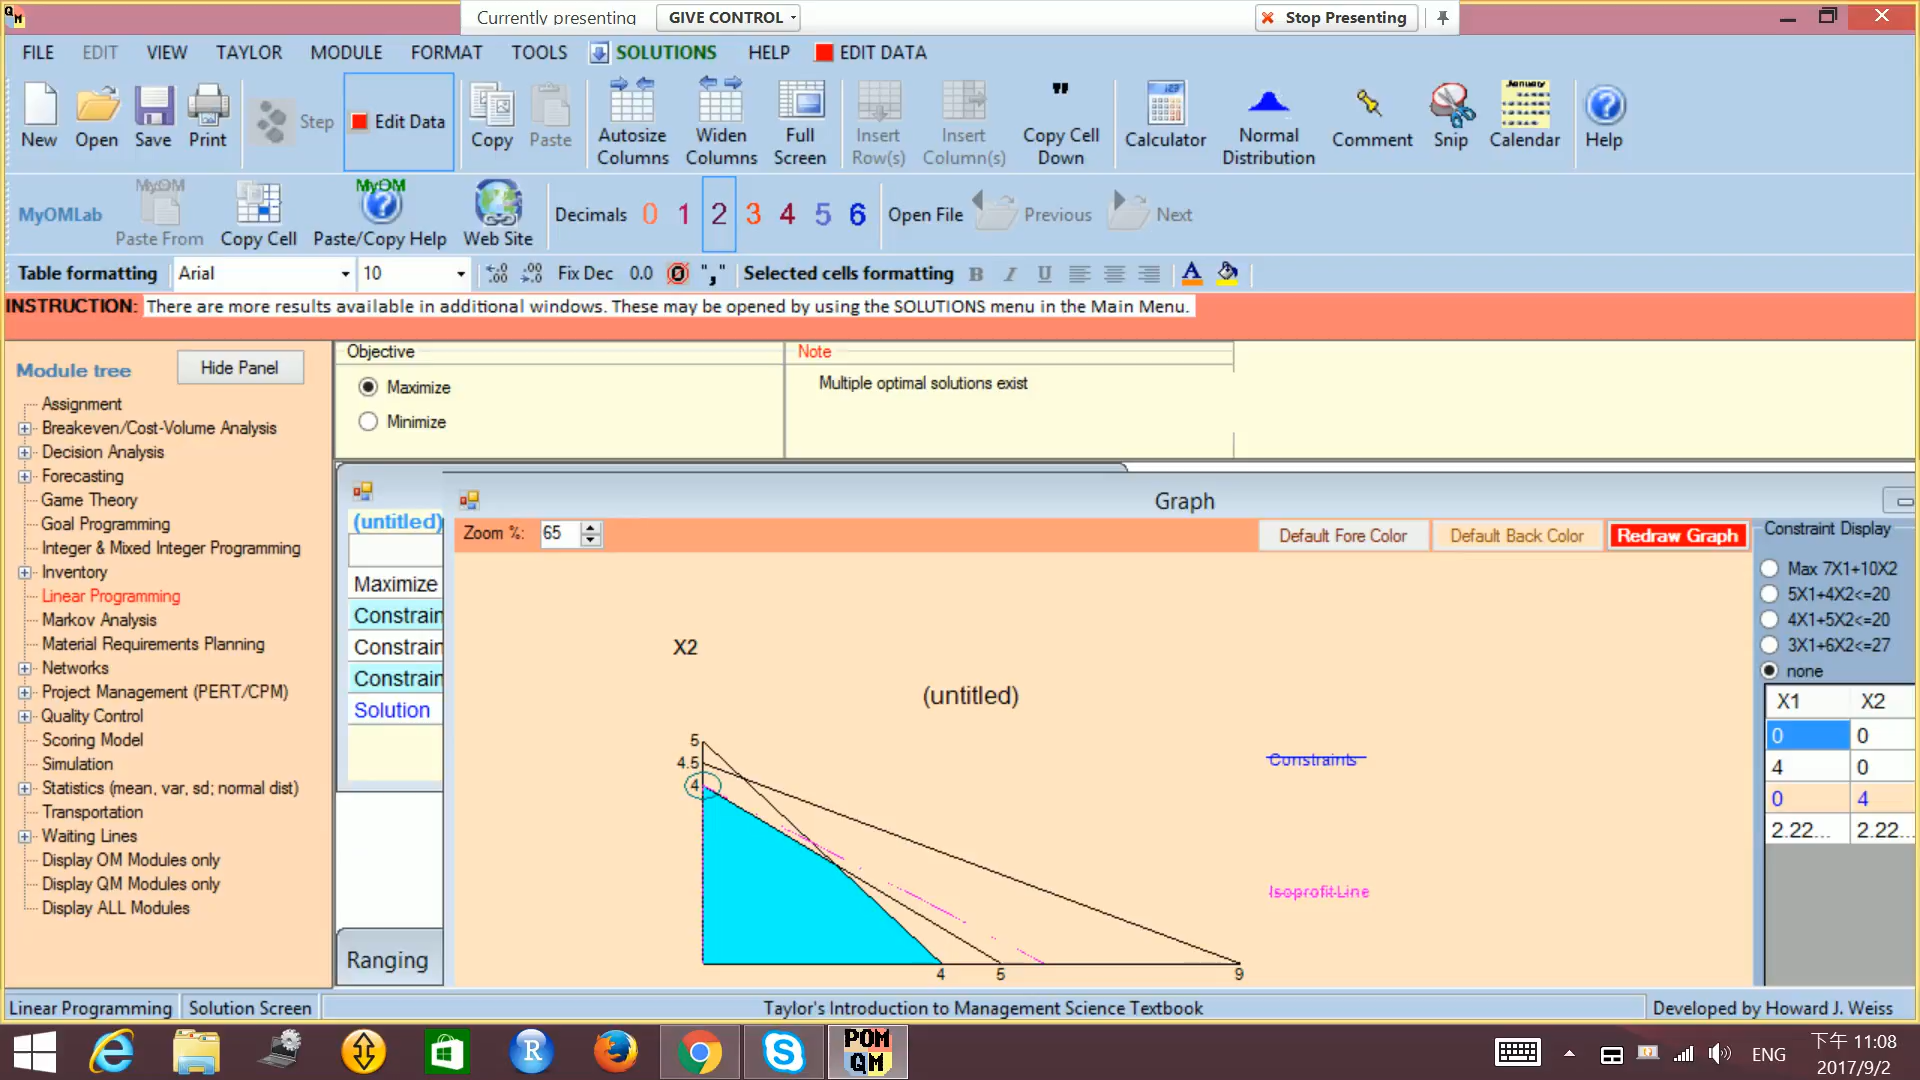 QM
Currently presenting GIVE CONTROL
Stop Presenting
FILE EDIT VIEW TAYLOR MODULE FORMAT TOOLS SOLUTIONS HELP EDIT DATA
New Open Save Print Step Edit Data Copy Paste Autosize Columns Widen Columns Full Screen Insert Row(s) Insert Column(s) Copy Cell Down Calculator Normal Distribution Comment Snip January Calendar Help
MyOMLab MyOM Paste From Copy Cell MyOM Paste/Copy Help Web Site Decimals 0 1 2 3 4 5 6 Open File Previous Next
Table formatting Arial 10 Fix Dec 0.0 0 "," Selected cells formatting B I U A
INSTRUCTION: There are more results available in additional windows. These may be opened by using the SOLUTIONS menu in the Main Menu.
Module tree Hide Panel
Assignment
Breakeven/Cost-Volume Analysis
Decision Analysis
Forecasting
Game Theory
Goal Programming
Integer & Mixed Integer Programming
Inventory
Linear Programming
Markov Analysis
Material Requirements Planning
Networks
Project Management (PERT/CPM)
Quality Control
Scoring Model
Simulation
Statistics (mean, var, sd; normal dist)
Transportation
Waiting Lines
Display OM Modules only
Display QM Modules only
Display ALL Modules
Objective
Maximize
Minimize
Note
Multiple optimal solutions exist
(untitled)
Maximize
Constrain
Constrain
Constrain
Solution
Ranging
Graph
Zoom %: 65 Default Fore Color Default Back Color Redraw Graph
X2
(untitled)
5
4.5
4
4 5 9
Constraints
Isoprofit Line
Constraint Display
Max 7X1+10X2
5X1+4X2<=20
4X1+5X2<=20
3X1+6X2<=27
none
X1 X2
0 0
4 0
0 4
2.22... 2.22...
Linear Programming Solution Screen Taylor's Introduction to Management Science Textbook Developed by Howard J. Weiss
R S POM QM ENG 下午 11:08
2017/9/2